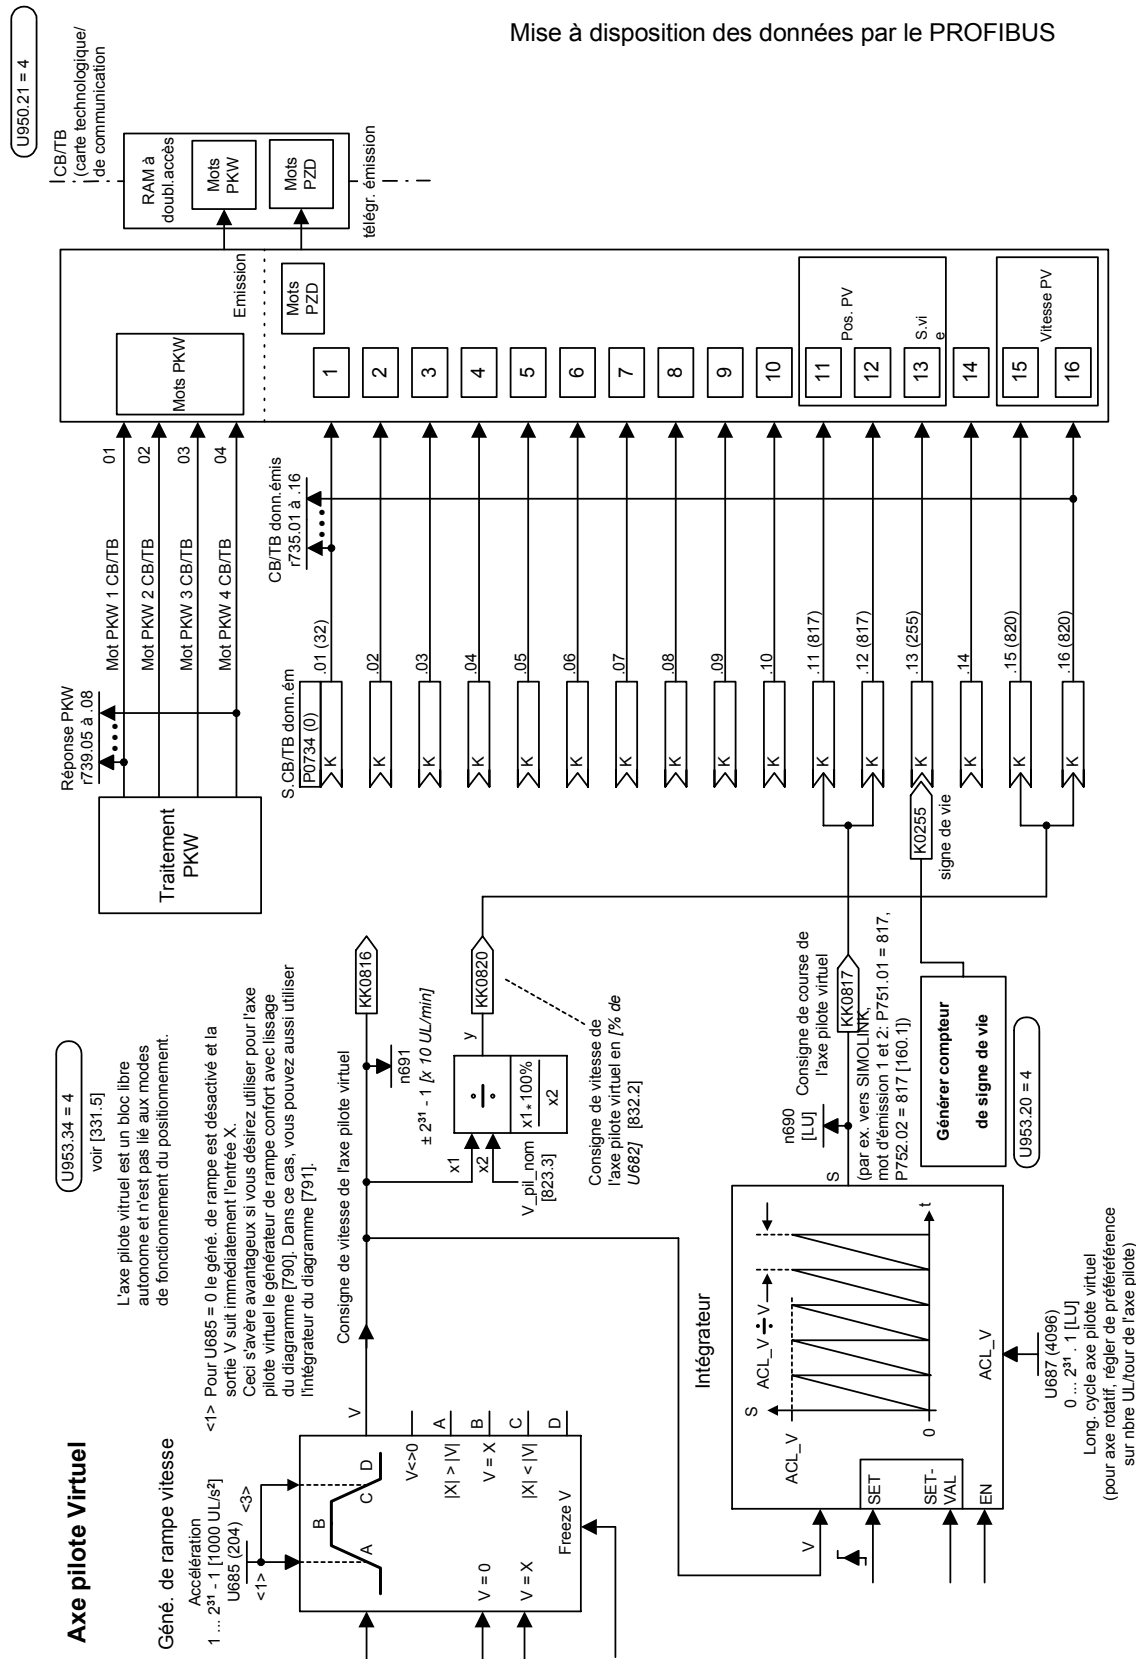 Mise à disposition des données par le PROFIBUS
Axe pilote Virtuel
U953.34 = 4
voir [331.5]
L'axe pilote vitruel est un bloc libre
autonome et n'est pas lié aux modes
de fonctionnement du positionnement.
<1> Pour U685 = 0 le géné. de rampe est désactivé et la
sortie V suit immédiatement l'entrée X.
Ceci s'avère avantageux si vous désirez utiliser pour l'axe
pilote virtuel le générateur de rampe confort avec lissage
du diagramme [790]. Dans ce cas, vous pouvez aussi utiliser
l'intégrateur du diagramme [791].
Géné. de rampe vitesse
Accélération
1 ... 2³¹ - 1 [1000 UL/s²]
U685 (204)
<1>
<3>
A
B
C
D
V
V<>0
|X| > |V|
A
V = X
B
|X| < |V|
C
D
V = 0
V = X
Freeze V
Consigne de vitesse de l'axe pilote virtuel
KK0816
n691
± 2³¹ - 1 [x 10 UL/min]
x1
x2
V_pil_nom
[823.3]
x1*100%
x2
y
KK0820
Consigne de vitesse de
l'axe pilote virtuel en [% de
U682] [832.2]
Intégrateur
V
SET
SET-
VAL
EN
S
ACL_V
ACL_V ÷ V
0
t
ACL_V
U687 (4096)
0 ... 2³¹ . 1 [LU]
Long. cycle axe pilote virtuel
(pour axe rotatif, régler de préféréférence
sur nbre UL/tour de l'axe pilote)
S
n690
[LU]
Consigne de course de
l'axe pilote virtuel
KK0817
(par ex. vers SIMOLINK,
mot d'émission 1 et 2: P751.01 = 817,
P752.02 = 817 [160.1])
Générer compteur
de signe de vie
U953.20 = 4
K0255
signe de vie
Traitement
PKW
Réponse PKW
r739.05 à .08
Mot PKW 1 CB/TB
01
Mot PKW 2 CB/TB
02
Mot PKW 3 CB/TB
03
Mot PKW 4 CB/TB
04
S.CB/TB donn.ém
P0734 (0)
K
.01 (32)
K
.02
K
.03
K
.04
K
.05
K
.06
K
.07
K
.08
K
.09
K
.10
K
.11 (817)
K
.12 (817)
K
.13 (255)
K
.14
K
.15 (820)
K
.16 (820)
CB/TB donn.émis
r735.01 à .16
Mots PKW
Emission
Mots
PZD
1
2
3
4
5
6
7
8
9
10
11
12
13
14
15
16
Pos. PV
S.vi
e
Vitesse PV
U950.21 = 4
CB/TB
(carte technologique/
de communication
RAM à
doubl.accès
Mots
PKW
Mots
PZD
télégr. émission